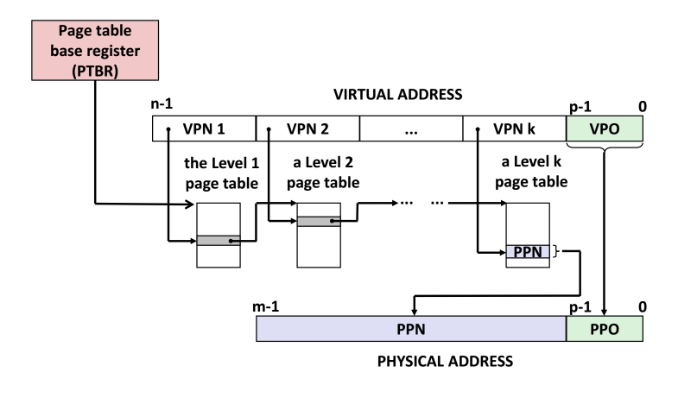 Page table
base register
(PTBR)
VIRTUAL ADDRESS
n-1
p-1
0
VPN 1
VPN 2
...
VPN k
VPO
the Level 1
page table
a Level 2
page table
a Level k
page table
... ...
PPN
m-1
p-1
0
PPN
PPO
PHYSICAL ADDRESS